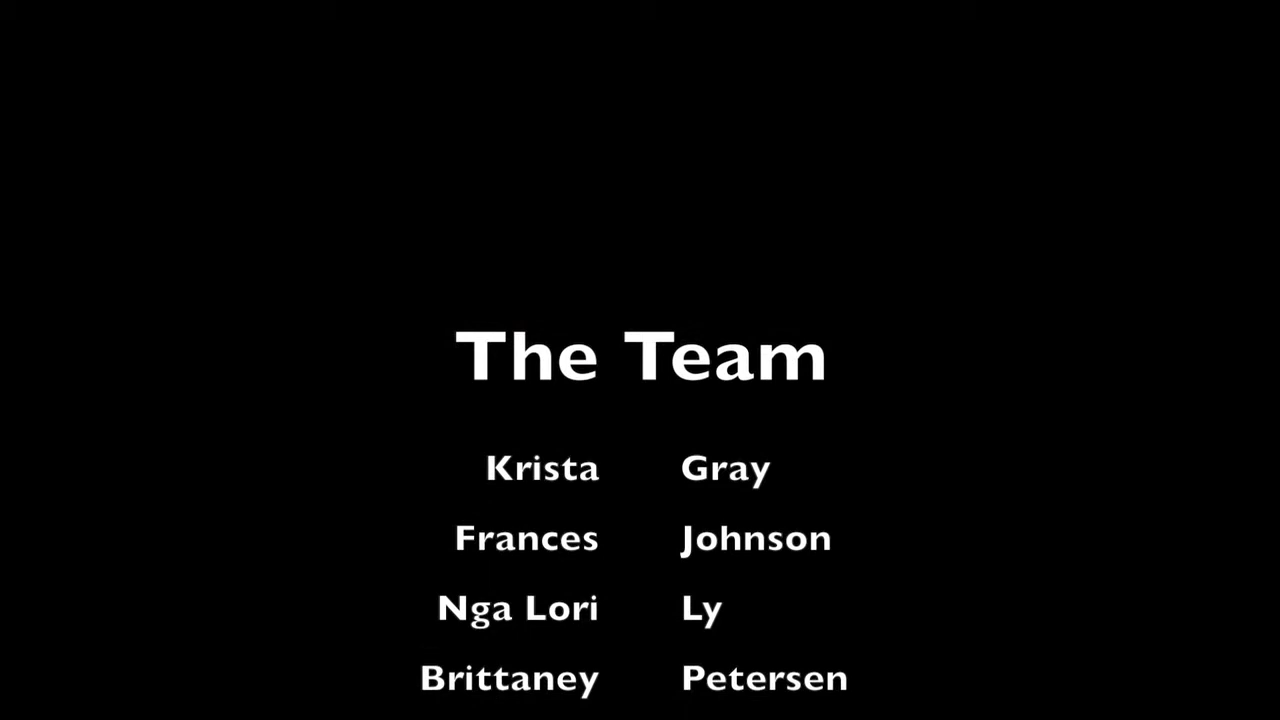 The Team
Krista Gray
Frances Johnson
Nga Lori Ly
Brittaney Petersen